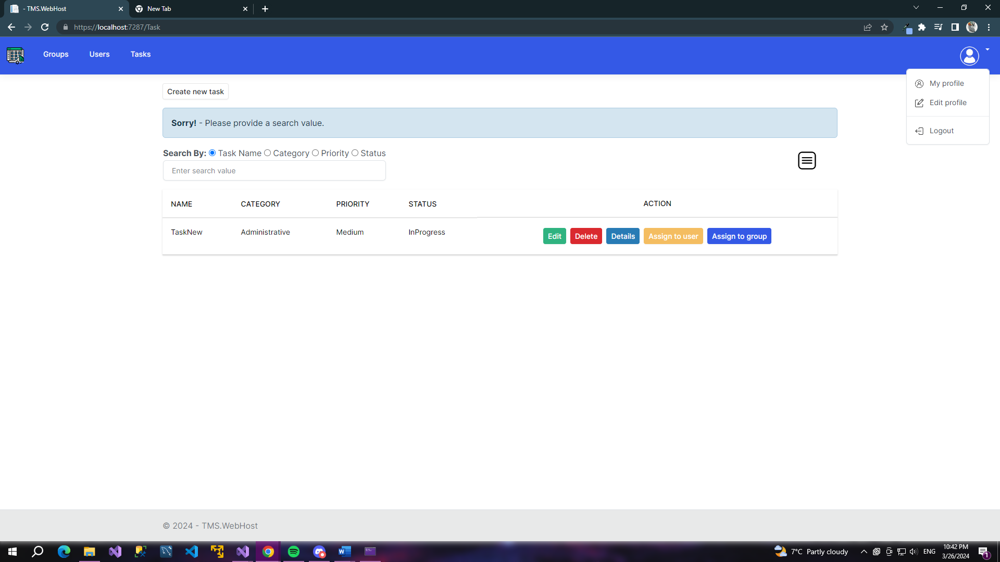 - TMS.WebHost
New Tab
https://localhost:7287/Task
Groups Users Tasks
My profile
Edit profile
Logout
Create new task
Sorry! - Please provide a search value.
Search By: Task Name Category Priority Status
Enter search value
NAME CATEGORY PRIORITY STATUS ACTION
TaskNew Administrative Medium InProgress Edit Delete Details Assign to user Assign to group
© 2024 - TMS.WebHost
7°C Partly cloudy
ENG
10:42 PM
3/26/2024
1